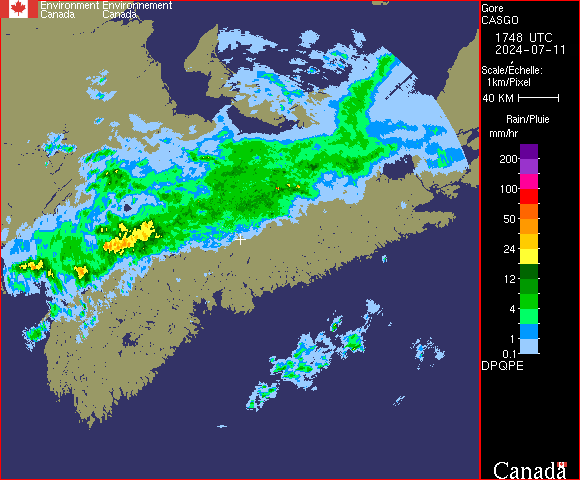 Environment Environnement
Canada Canada
Gore
CASGO
1748 UTC
2024-07-11
Scale/Échelle:
1km/Pixel
40 KM
Rain/Pluie
mm/hr
200
100
50
24
12
4
1
0.1
DPQPE
Canada